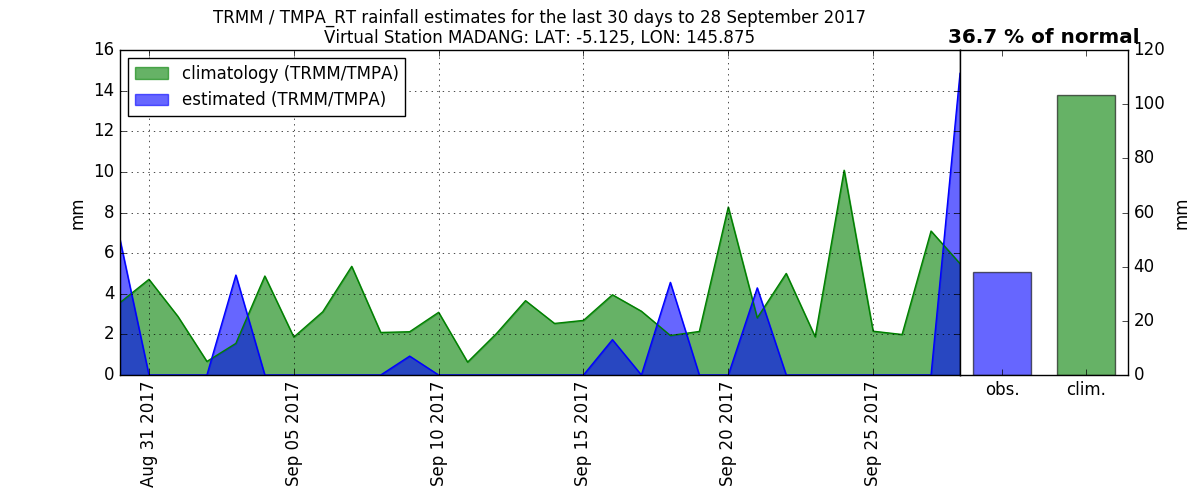 TRMM / TMPA_RT rainfall estimates for the last 30 days to 28 September 2017
Virtual Station MADANG: LAT: -5.125, LON: 145.875
36.7 % of normal
climatology (TRMM/TMPA)
estimated (TRMM/TMPA)
mm
16
14
12
10
8
6
4
2
0
Aug 31 2017
Sep 05 2017
Sep 10 2017
Sep 15 2017
Sep 20 2017
Sep 25 2017
120
100
80
60
40
20
0
mm
obs.
clim.